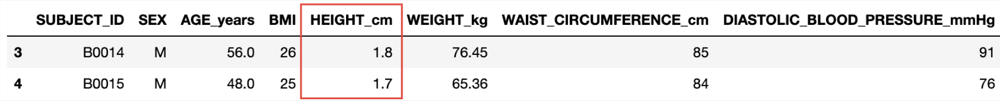 SUBJECT_ID SEX AGE_years BMI HEIGHT_cm WEIGHT_kg WAIST_CIRCUMFERENCE_cm DIASTOLIC_BLOOD_PRESSURE_mmHg
3 B0014 M 56.0 26 1.8 76.45 85 91
4 B0015 M 48.0 25 1.7 65.36 84 76